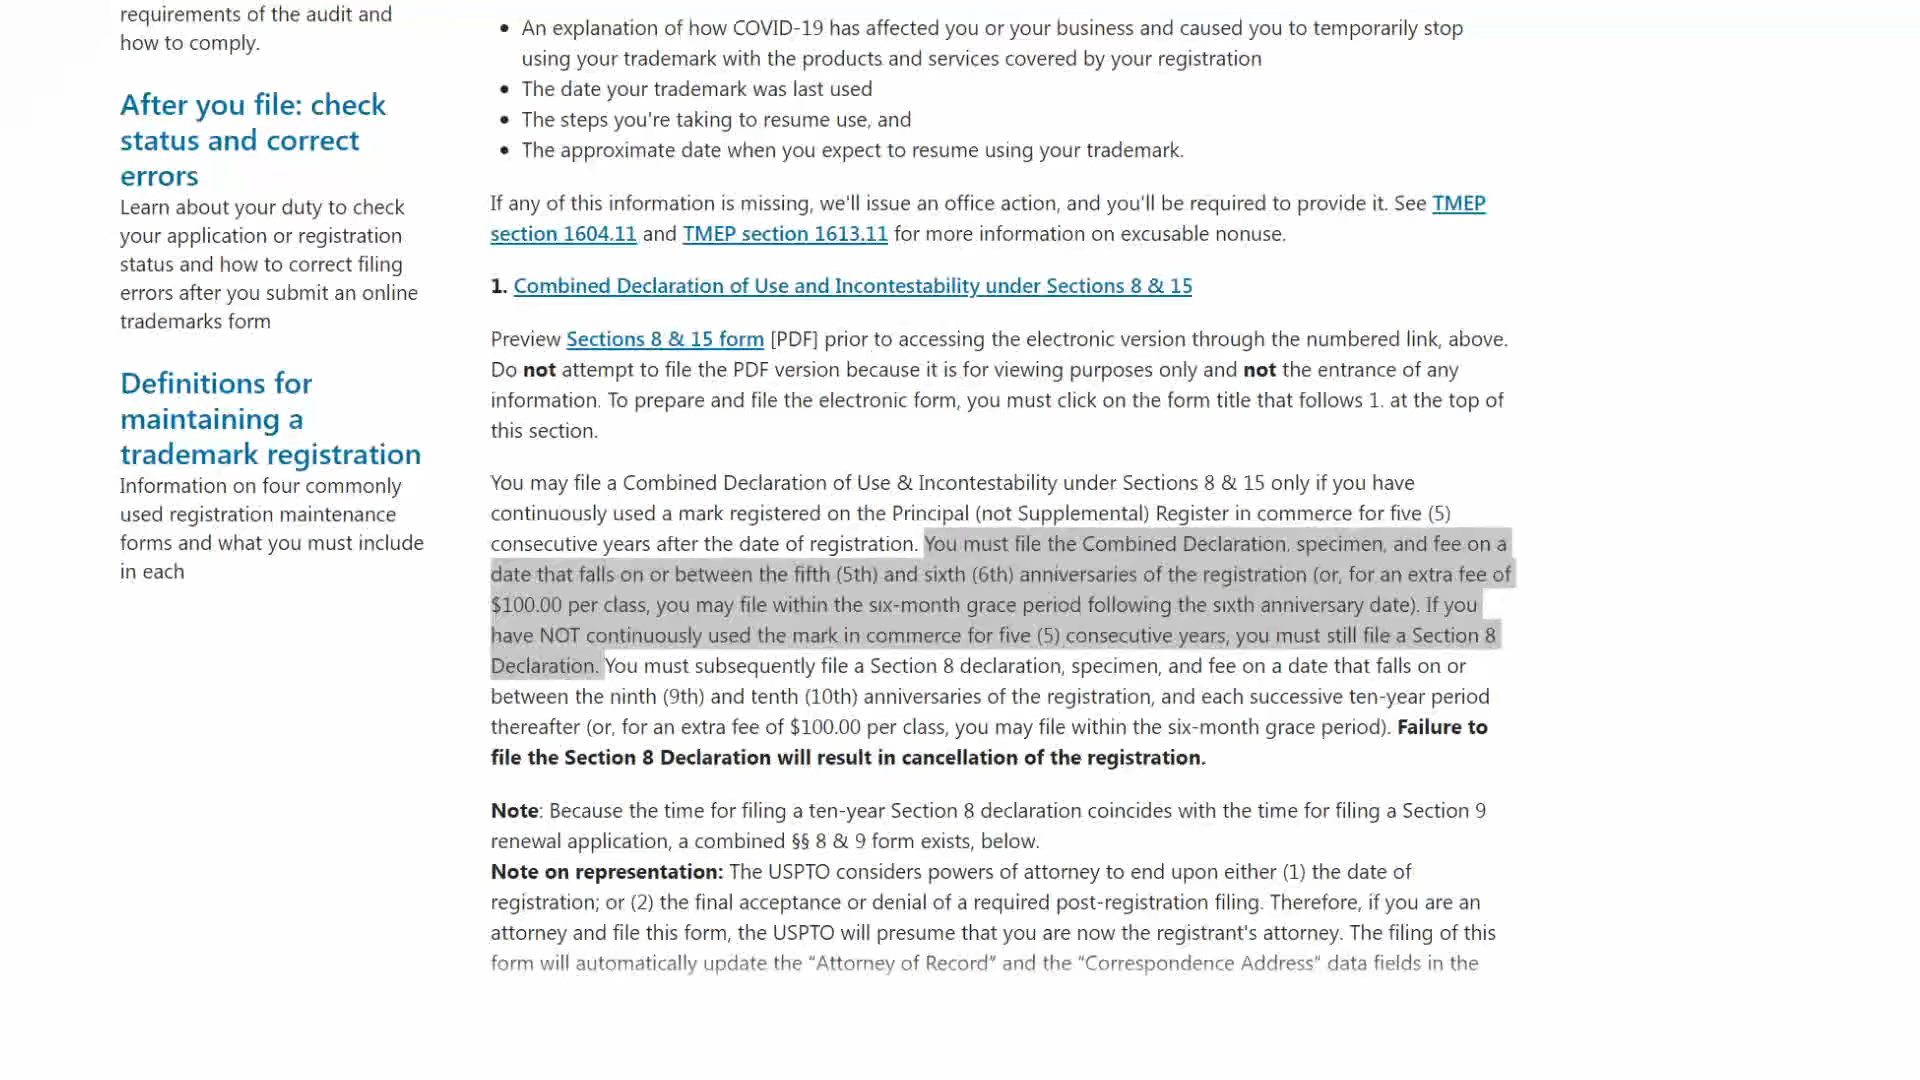 requirements of the audit and
how to comply.
After you file: check
status and correct
errors
Learn about your duty to check
your application or registration
status and how to correct filing
errors after you submit an online
trademarks form
Definitions for
maintaining a
trademark registration
Information on four commonly
used registration maintenance
forms and what you must include
in each
• An explanation of how COVID-19 has affected you or your business and caused you to temporarily stop
using your trademark with the products and services covered by your registration
• The date your trademark was last used
• The steps you're taking to resume use, and
• The approximate date when you expect to resume using your trademark.
If any of this information is missing, we'll issue an office action, and you'll be required to provide it. See TMEP
section 1604.11 and TMEP section 1613.11 for more information on excusable nonuse.
1. Combined Declaration of Use and Incontestability under Sections 8 & 15
Preview Sections 8 & 15 form [PDF] prior to accessing the electronic version through the numbered link, above.
Do not attempt to file the PDF version because it is for viewing purposes only and not the entrance of any
information. To prepare and file the electronic form, you must click on the form title that follows 1. at the top of
this section.
You may file a Combined Declaration of Use & Incontestability under Sections 8 & 15 only if you have
continuously used a mark registered on the Principal (not Supplemental) Register in commerce for five (5)
consecutive years after the date of registration. You must file the Combined Declaration, specimen, and fee on a
date that falls on or between the fifth (5th) and sixth (6th) anniversaries of the registration (or, for an extra fee of
$100.00 per class, you may file within the six-month grace period following the sixth anniversary date). If you
have NOT continuously used the mark in commerce for five (5) consecutive years, you must still file a Section 8
Declaration. You must subsequently file a Section 8 declaration, specimen, and fee on a date that falls on or
between the ninth (9th) and tenth (10th) anniversaries of the registration, and each successive ten-year period
thereafter (or, for an extra fee of $100.00 per class, you may file within the six-month grace period). Failure to
file the Section 8 Declaration will result in cancellation of the registration.
Note: Because the time for filing a ten-year Section 8 declaration coincides with the time for filing a Section 9
renewal application, a combined §§ 8 & 9 form exists, below.
Note on representation: The USPTO considers powers of attorney to end upon either (1) the date of
registration; or (2) the final acceptance or denial of a required post-registration filing. Therefore, if you are an
attorney and file this form, the USPTO will presume that you are now the registrant's attorney. The filing of this
form will automatically update the “Attorney of Record” and the “Correspondence Address” data fields in the